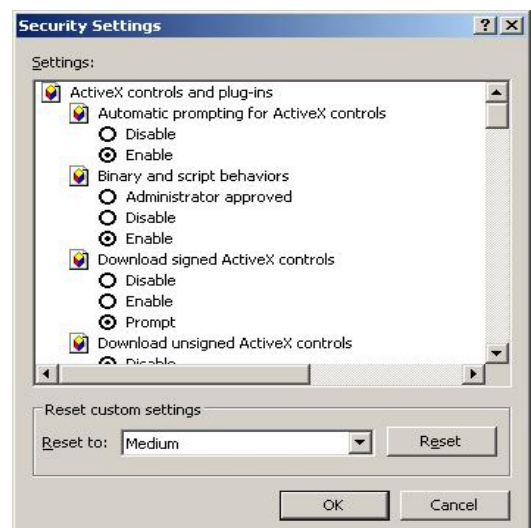 Security Settings
Settings:
ActiveX controls and plug-ins
Automatic prompting for ActiveX controls
Disable
Enable
Binary and script behaviors
Administrator approved
Disable
Enable
Download signed ActiveX controls
Disable
Enable
Prompt
Download unsigned ActiveX controls
Disable
Reset custom settings
Reset to: Medium Reset
OK Cancel